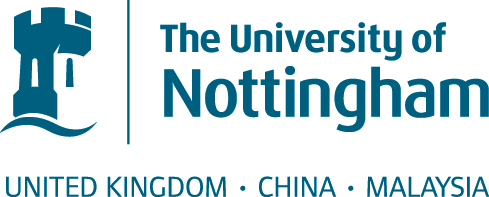 The University of
Nottingham
UNITED KINGDOM · CHINA · MALAYSIA